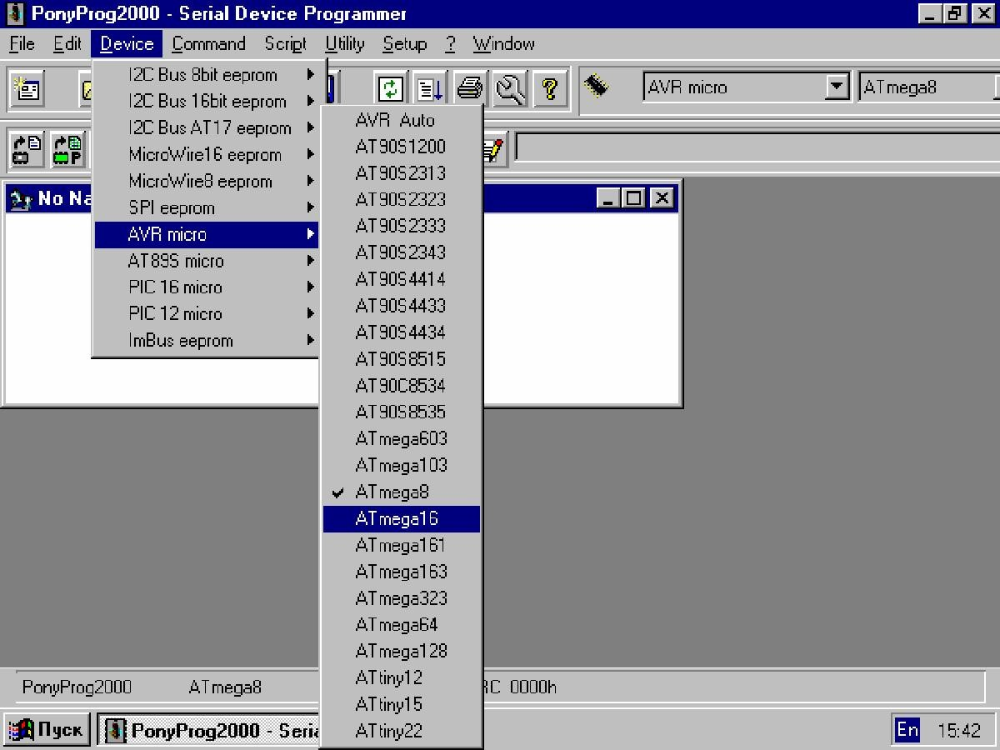 PonyProg2000 - Serial Device Programmer
File Edit Device Command Script Utility Setup ? Window
AVR micro ATmega8
I2C Bus 8bit eeprom
I2C Bus 16bit eeprom
I2C Bus AT17 eeprom
MicroWire16 eeprom
MicroWire8 eeprom
SPI eeprom
AVR micro
AT89S micro
PIC 16 micro
PIC 12 micro
ImBus eeprom
AVR Auto
AT90S1200
AT90S2313
AT90S2323
AT90S2333
AT90S2343
AT90S4414
AT90S4433
AT90S4434
AT90S8515
AT90C8534
AT90S8535
ATmega603
ATmega103
ATmega8
ATmega16
ATmega161
ATmega163
ATmega323
ATmega64
ATmega128
ATtiny12
ATtiny15
ATtiny22
No Na
PonyProg2000 ATmega8 RC 0000h
Пуск PonyProg2000 - Seria En 15:42